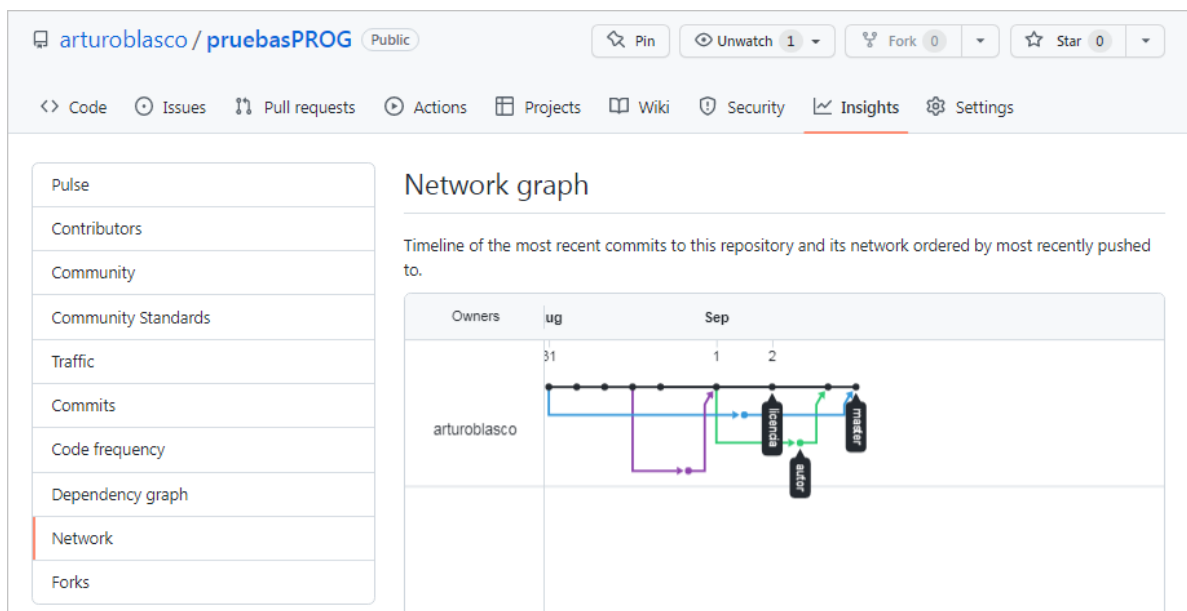 arturoblasco / pruebasPROG Public
Pin
Unwatch 1
Fork 0
Star 0
<> Code
Issues
Pull requests
Actions
Projects
Wiki
Security
Insights
Settings
Pulse
Contributors
Community
Community Standards
Traffic
Commits
Code frequency
Dependency graph
Network
Forks
Network graph
Timeline of the most recent commits to this repository and its network ordered by most recently pushed
to.
Owners
ug
Sep
31
1
2
arturoblasco
licencia
master
autor